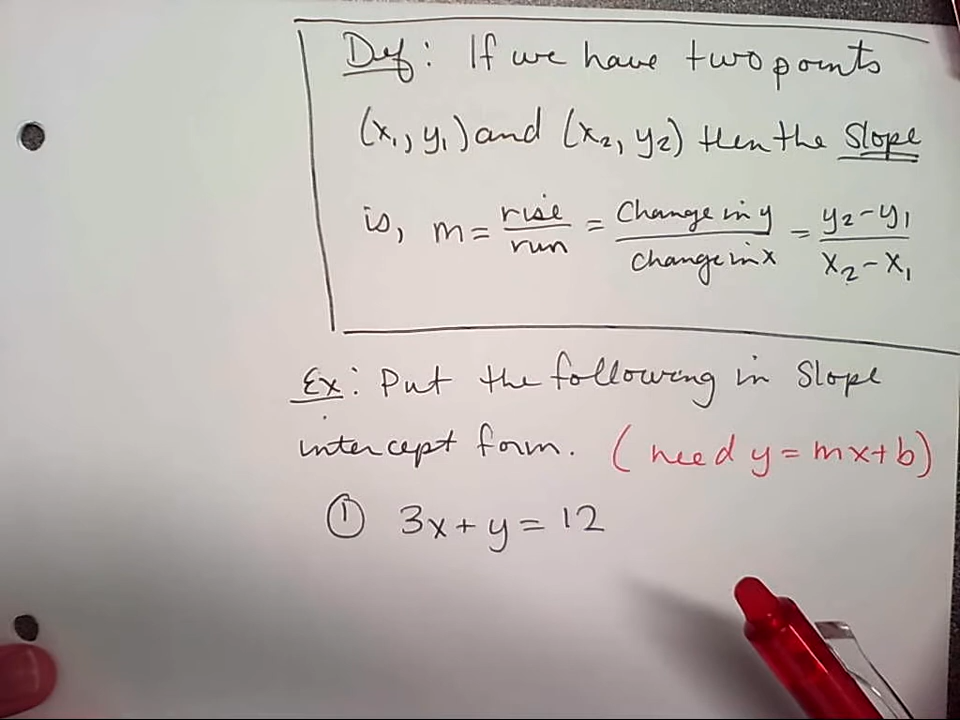 Def: If we have two points
(x₁, y₁) and (x₂, y₂) then the Slope
is, m = rise/run = Change in y/change in x = y₂-y₁/x₂-x₁
Ex: Put the following in Slope
intercept form. (need y = mx+b)
① 3x + y = 12